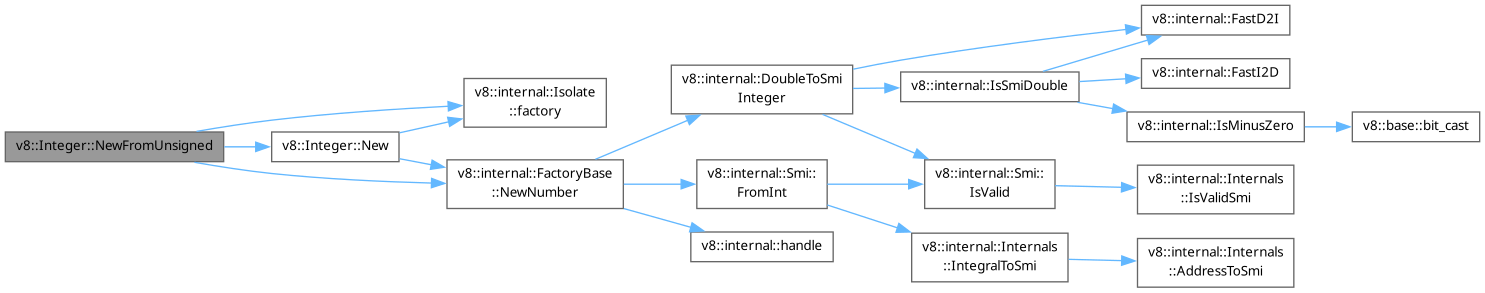 v8::Integer::NewFromUnsigned
v8::internal::Isolate
::factory
v8::Integer::New
v8::internal::FactoryBase
::NewNumber
v8::internal::DoubleToSmi
Integer
v8::internal::Smi::
FromInt
v8::internal::handle
v8::internal::IsSmiDouble
v8::internal::Smi::
IsValid
v8::internal::Internals
::IntegralToSmi
v8::internal::FastD2I
v8::internal::FastI2D
v8::internal::IsMinusZero
v8::internal::Internals
::IsValidSmi
v8::internal::Internals
::AddressToSmi
v8::base::bit_cast